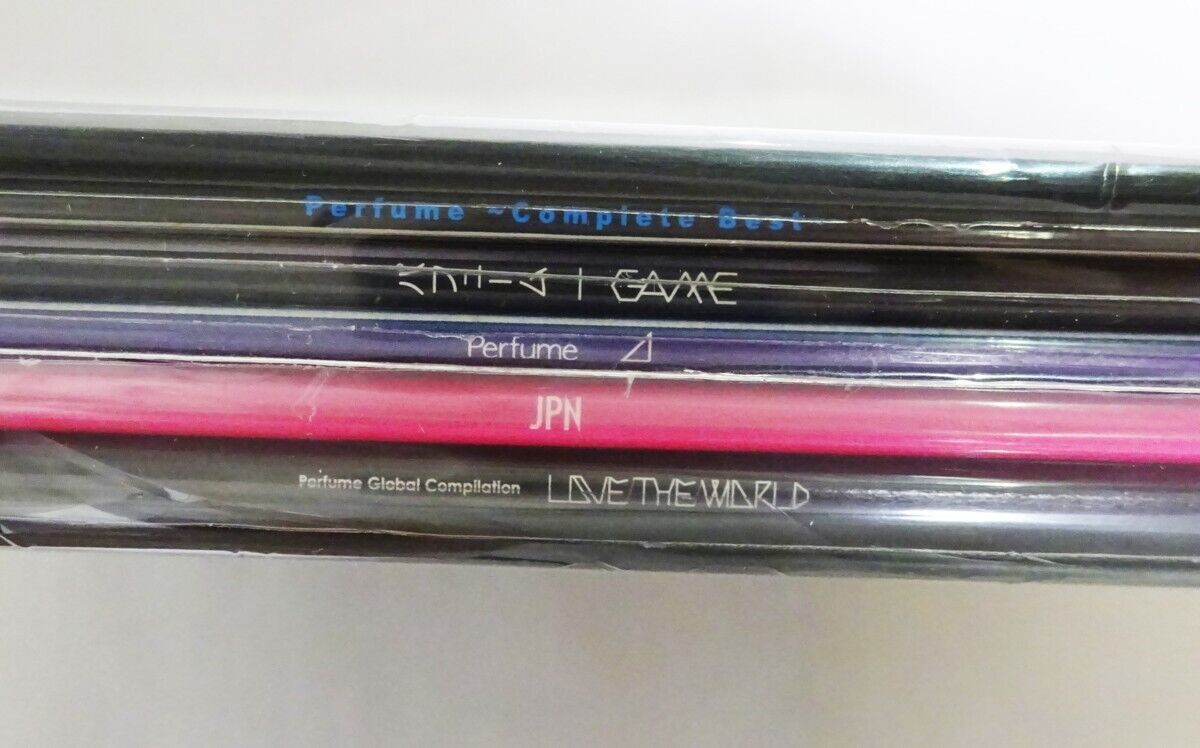 Perfume ~Complete Best~
GAME
Perfume ⊿
JPN
Perfume Global Compilation LOVE THE WORLD